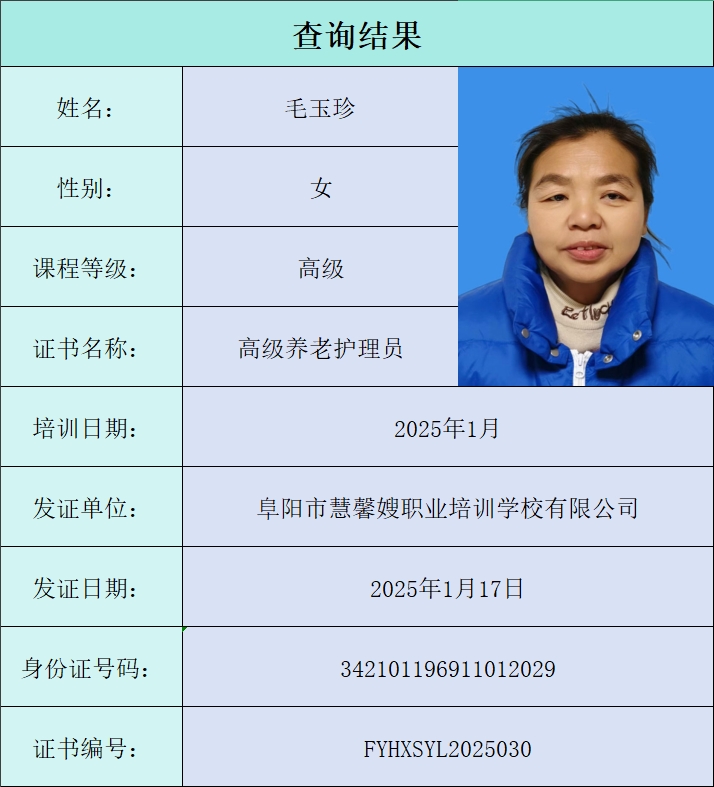 查询结果
姓名： 毛玉珍
性别： 女
课程等级： 高级
证书名称： 高级养老护理员
培训日期： 2025年1月
发证单位： 阜阳市慧馨嫂职业培训学校有限公司
发证日期： 2025年1月17日
身份证号码： 342101196911012029
证书编号： FYHXSYL2025030